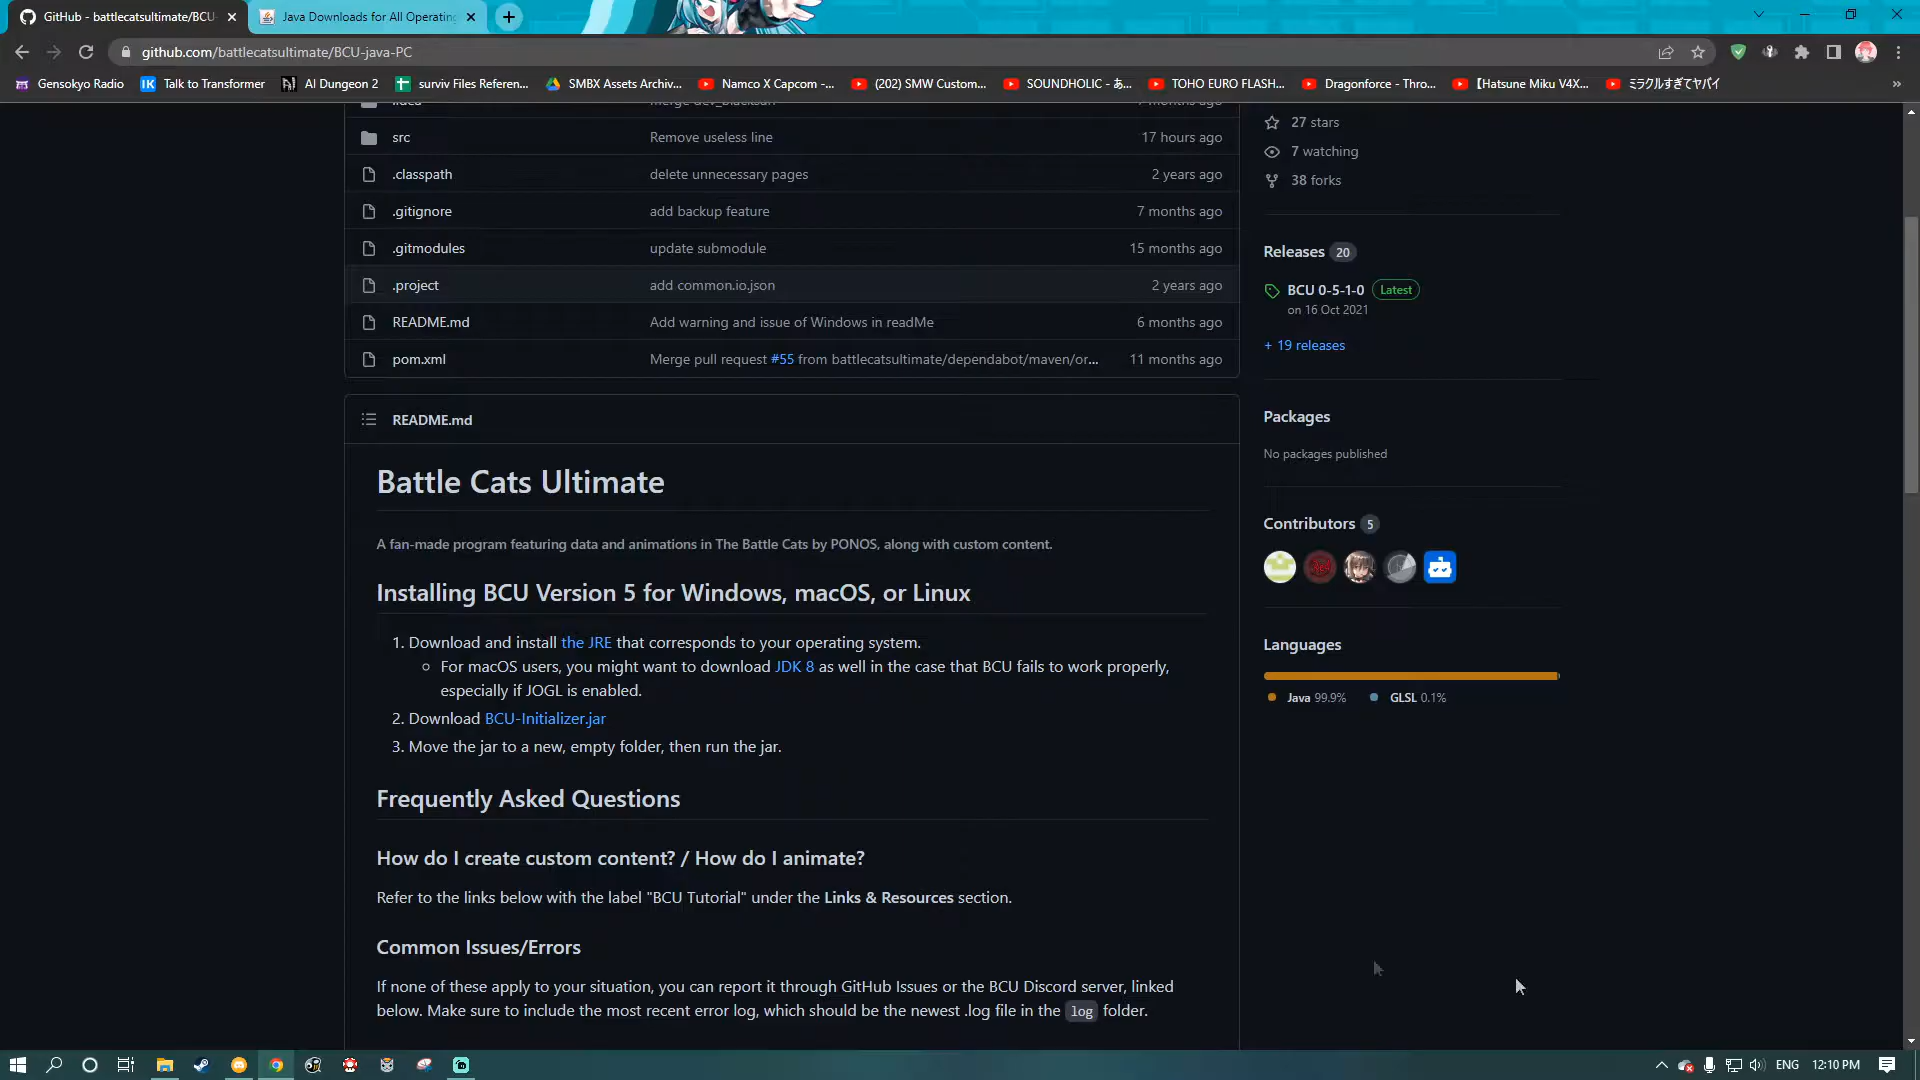 GitHub - battlecatsultimate/BCU-
Java Downloads for All Operating
github.com/battlecatsultimate/BCU-java-PC
Gensokyo Radio
IK Talk to Transformer
AI Dungeon 2
surviv Files Referen...
SMBX Assets Archiv...
Namco X Capcom -...
(202) SMW Custom...
SOUNDHOLIC - あ...
TOHO EURO FLASH...
Dragonforce - Thro...
【Hatsune Miku V4X...
ミラクルすぎてヤバイ
src Remove useless line 17 hours ago
.classpath delete unnecessary pages 2 years ago
.gitignore add backup feature 7 months ago
.gitmodules update submodule 15 months ago
.project add common.io.json 2 years ago
README.md Add warning and issue of Windows in readMe 6 months ago
pom.xml Merge pull request #55 from battlecatsultimate/dependabot/maven/or... 11 months ago
README.md
Battle Cats Ultimate
A fan-made program featuring data and animations in The Battle Cats by PONOS, along with custom content.
Installing BCU Version 5 for Windows, macOS, or Linux
1. Download and install the JRE that corresponds to your operating system.
For macOS users, you might want to download JDK 8 as well in the case that BCU fails to work properly,
especially if JOGL is enabled.
2. Download BCU-Initializer.jar
3. Move the jar to a new, empty folder, then run the jar.
Frequently Asked Questions
How do I create custom content? / How do I animate?
Refer to the links below with the label "BCU Tutorial" under the Links & Resources section.
Common Issues/Errors
If none of these apply to your situation, you can report it through GitHub Issues or the BCU Discord server, linked
below. Make sure to include the most recent error log, which should be the newest .log file in the log folder.
27 stars
7 watching
38 forks
Releases 20
BCU 0-5-1-0 Latest
on 16 Oct 2021
+ 19 releases
Packages
No packages published
Contributors 5
Languages
Java 99.9% GLSL 0.1%
ENG 12:10 PM